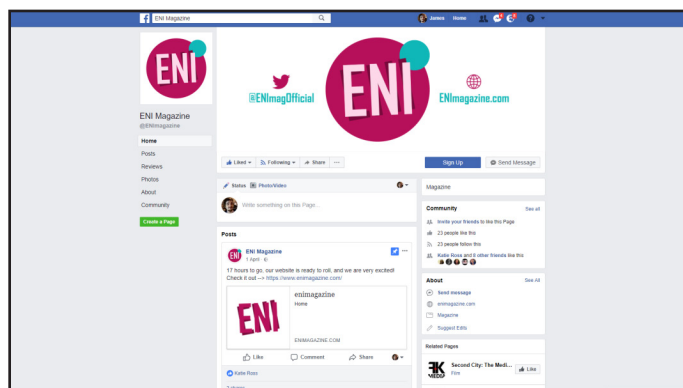 ENI Magazine
James Home
ENI
ENI Magazine
@ENImagazine
Home
Posts
Reviews
Photos
About
Community
Create a Page
@ENImagOfficial
ENI
ENImagazine.com
Liked Following Share ...
Sign Up
Send Message
Status Photo/Video
Write something on this Page...
Posts
ENI
ENI Magazine
1 April ·
17 hours to go, our website is ready to roll, and we are very excited!
Check it out --> https://www.enimagazine.com/
ENI
enimagazine
Home
ENIMAGAZINE.COM
Like Comment Share
Kate Ross
Magazine
Community See all
Invite your friends to like this Page
23 people like this
23 people follow this
Katie Ross and 8 other friends like this
About See All
Send message
enimagazine.com
Magazine
Suggest Edits
Related Pages
Second City: The Medi...
Film
Like